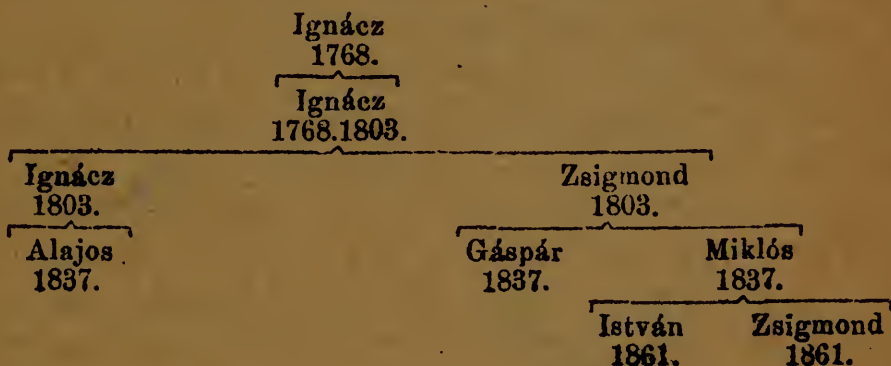 Ignácz
1768.
Ignácz
1768.1803.
Ignácz Zsigmond
1803. 1803.
Alajos Gáspár Miklós
1837. 1837. 1837.
István Zsigmond
1861. 1861.